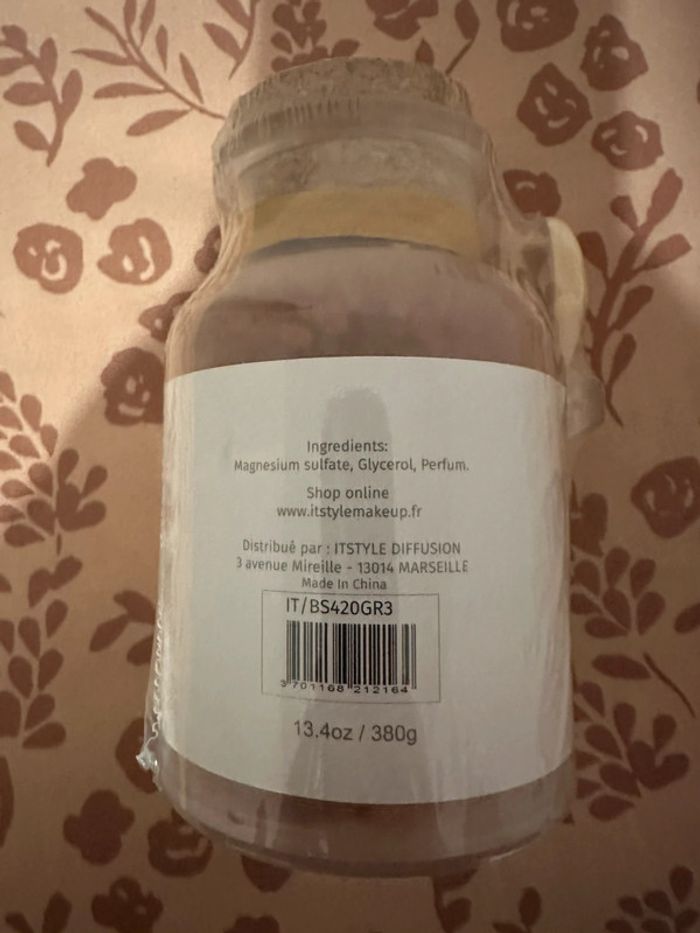 Ingredients:
Magnesium sulfate, Glycerol, Perfum.
Shop online
www.itstylemakeup.fr
Distribué par : ITSTYLE DIFFUSION
3 avenue Mireille - 13014 MARSEILLE
Made In China
IT/BS420GR3
3 701168 212164
13.4oz / 380g